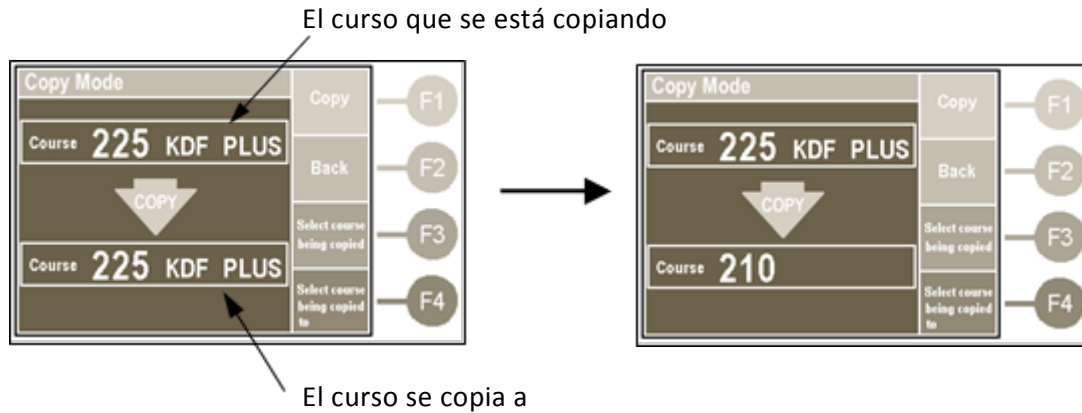 El curso que se está copiando
Copy Mode
Copy
F1
Course 225 KDF PLUS
Back
F2
COPY
Select course
being copied
F3
Course 225 KDF PLUS
Select course
being copied
to
F4
Copy Mode
Copy
F1
Course 225 KDF PLUS
Back
F2
COPY
Select course
being copied
F3
Course 210
Select course
being copied
to
F4
El curso se copia a